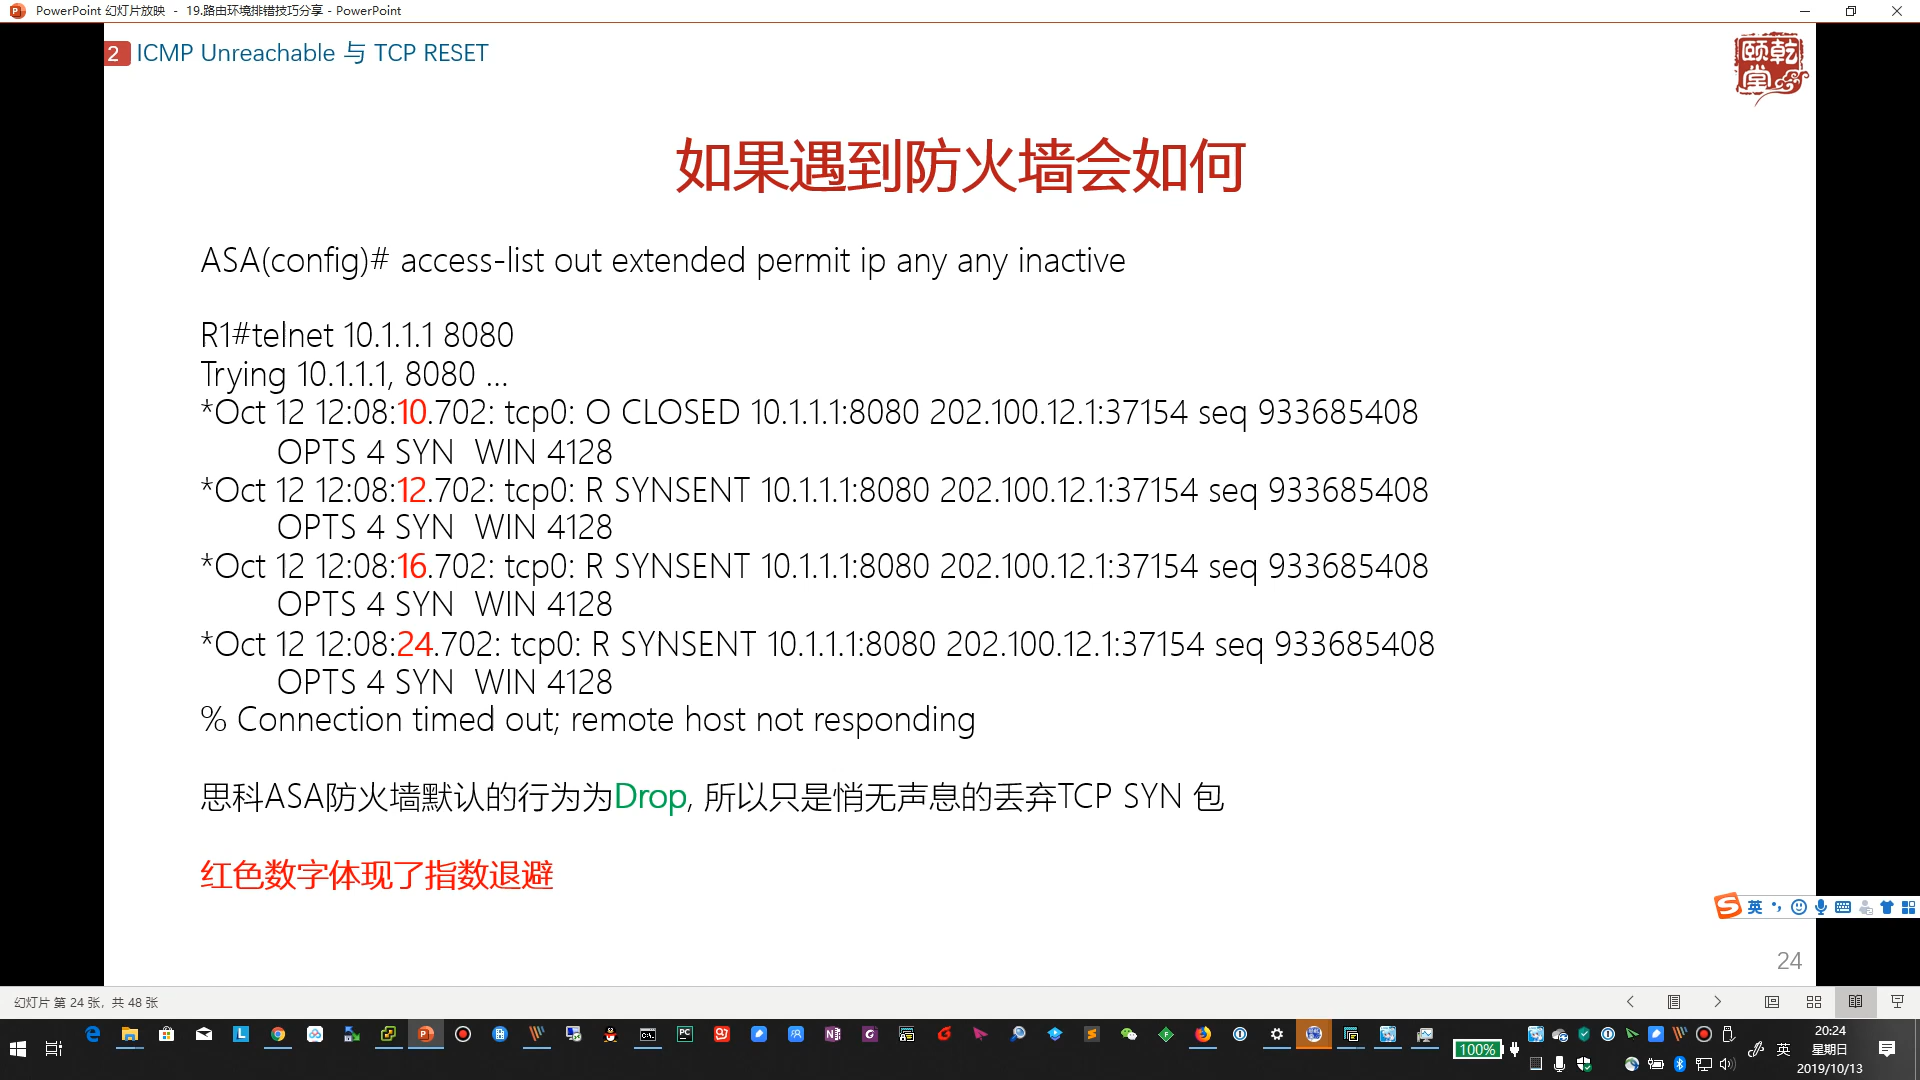 PowerPoint 幻灯片放映 - 19.路由环境排错技巧分享 - PowerPoint
2 ICMP Unreachable 与 TCP RESET
颐乾堂
如果遇到防火墙会如何
ASA(config)# access-list out extended permit ip any any inactive
R1#telnet 10.1.1.1 8080
Trying 10.1.1.1, 8080 ...
*Oct 12 12:08:10.702: tcp0: O CLOSED 10.1.1.1:8080 202.100.12.1:37154 seq 933685408
OPTS 4 SYN  WIN 4128
*Oct 12 12:08:12.702: tcp0: R SYNSENT 10.1.1.1:8080 202.100.12.1:37154 seq 933685408
OPTS 4 SYN  WIN 4128
*Oct 12 12:08:16.702: tcp0: R SYNSENT 10.1.1.1:8080 202.100.12.1:37154 seq 933685408
OPTS 4 SYN  WIN 4128
*Oct 12 12:08:24.702: tcp0: R SYNSENT 10.1.1.1:8080 202.100.12.1:37154 seq 933685408
OPTS 4 SYN  WIN 4128
% Connection timed out; remote host not responding
思科ASA防火墙默认的行为为Drop, 所以只是悄无声息的丢弃TCP SYN 包
红色数字体现了指数退避
英
24
幻灯片 第 24 张，共 48 张
100%
英
20:24
星期日
2019/10/13